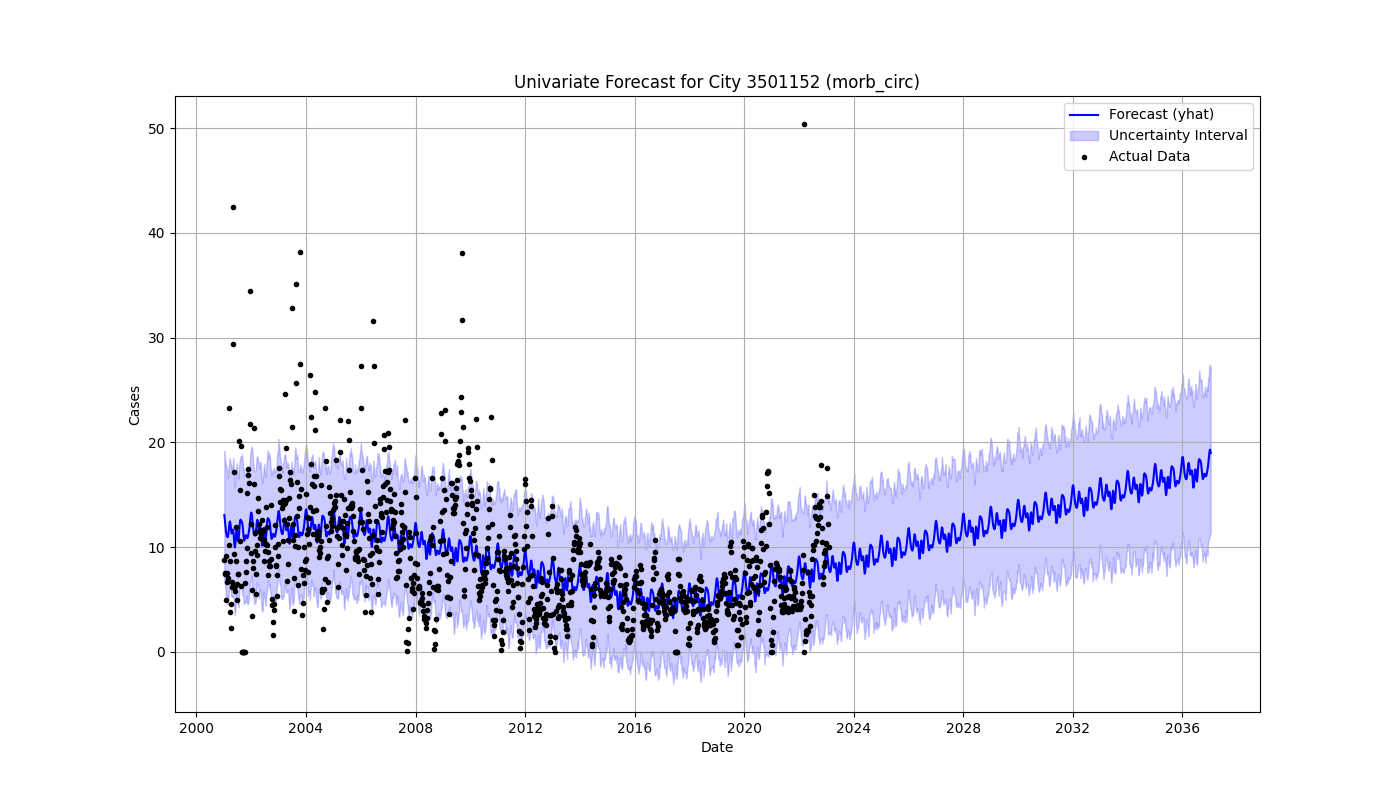 Univariate Forecast for City 3501152 (morb_circ)
Forecast (yhat)
Uncertainty Interval
Actual Data
Cases
50
40
30
20
10
0
2000 2004 2008 2012 2016 2020 2024 2028 2032 2036
Date